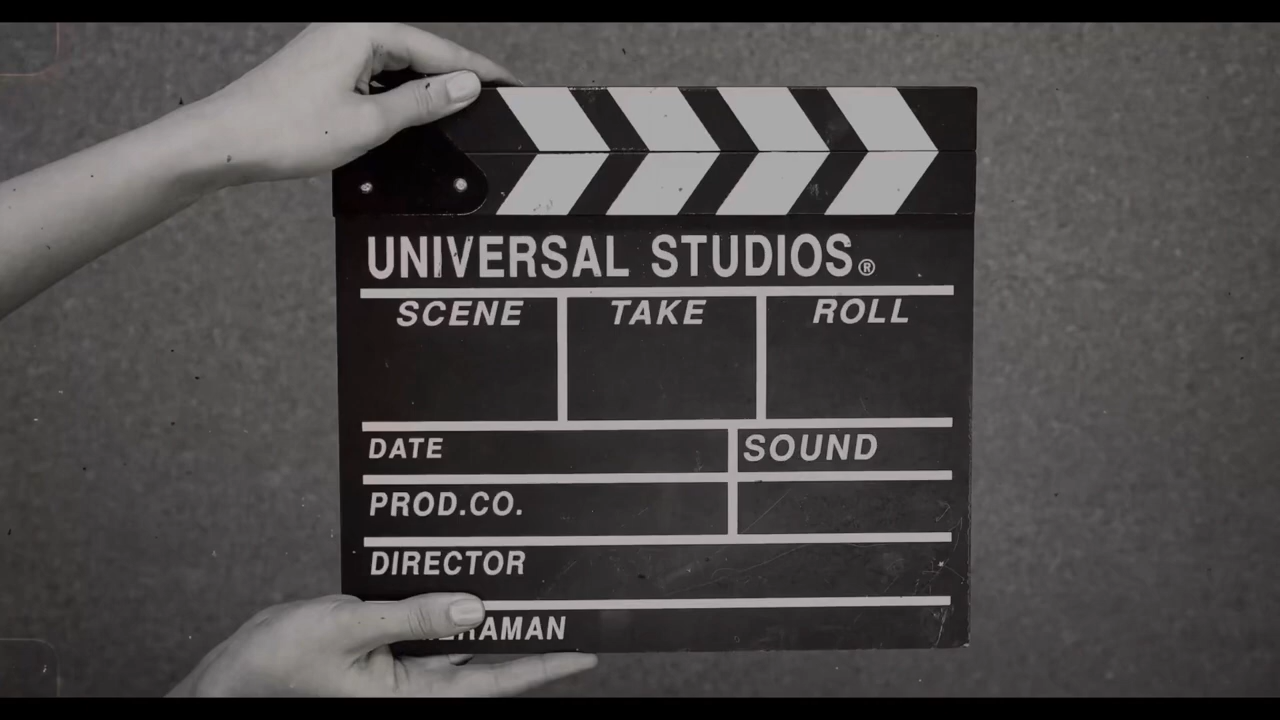 UNIVERSAL STUDIOS®
SCENE TAKE ROLL
DATE SOUND
PROD.CO.
DIRECTOR